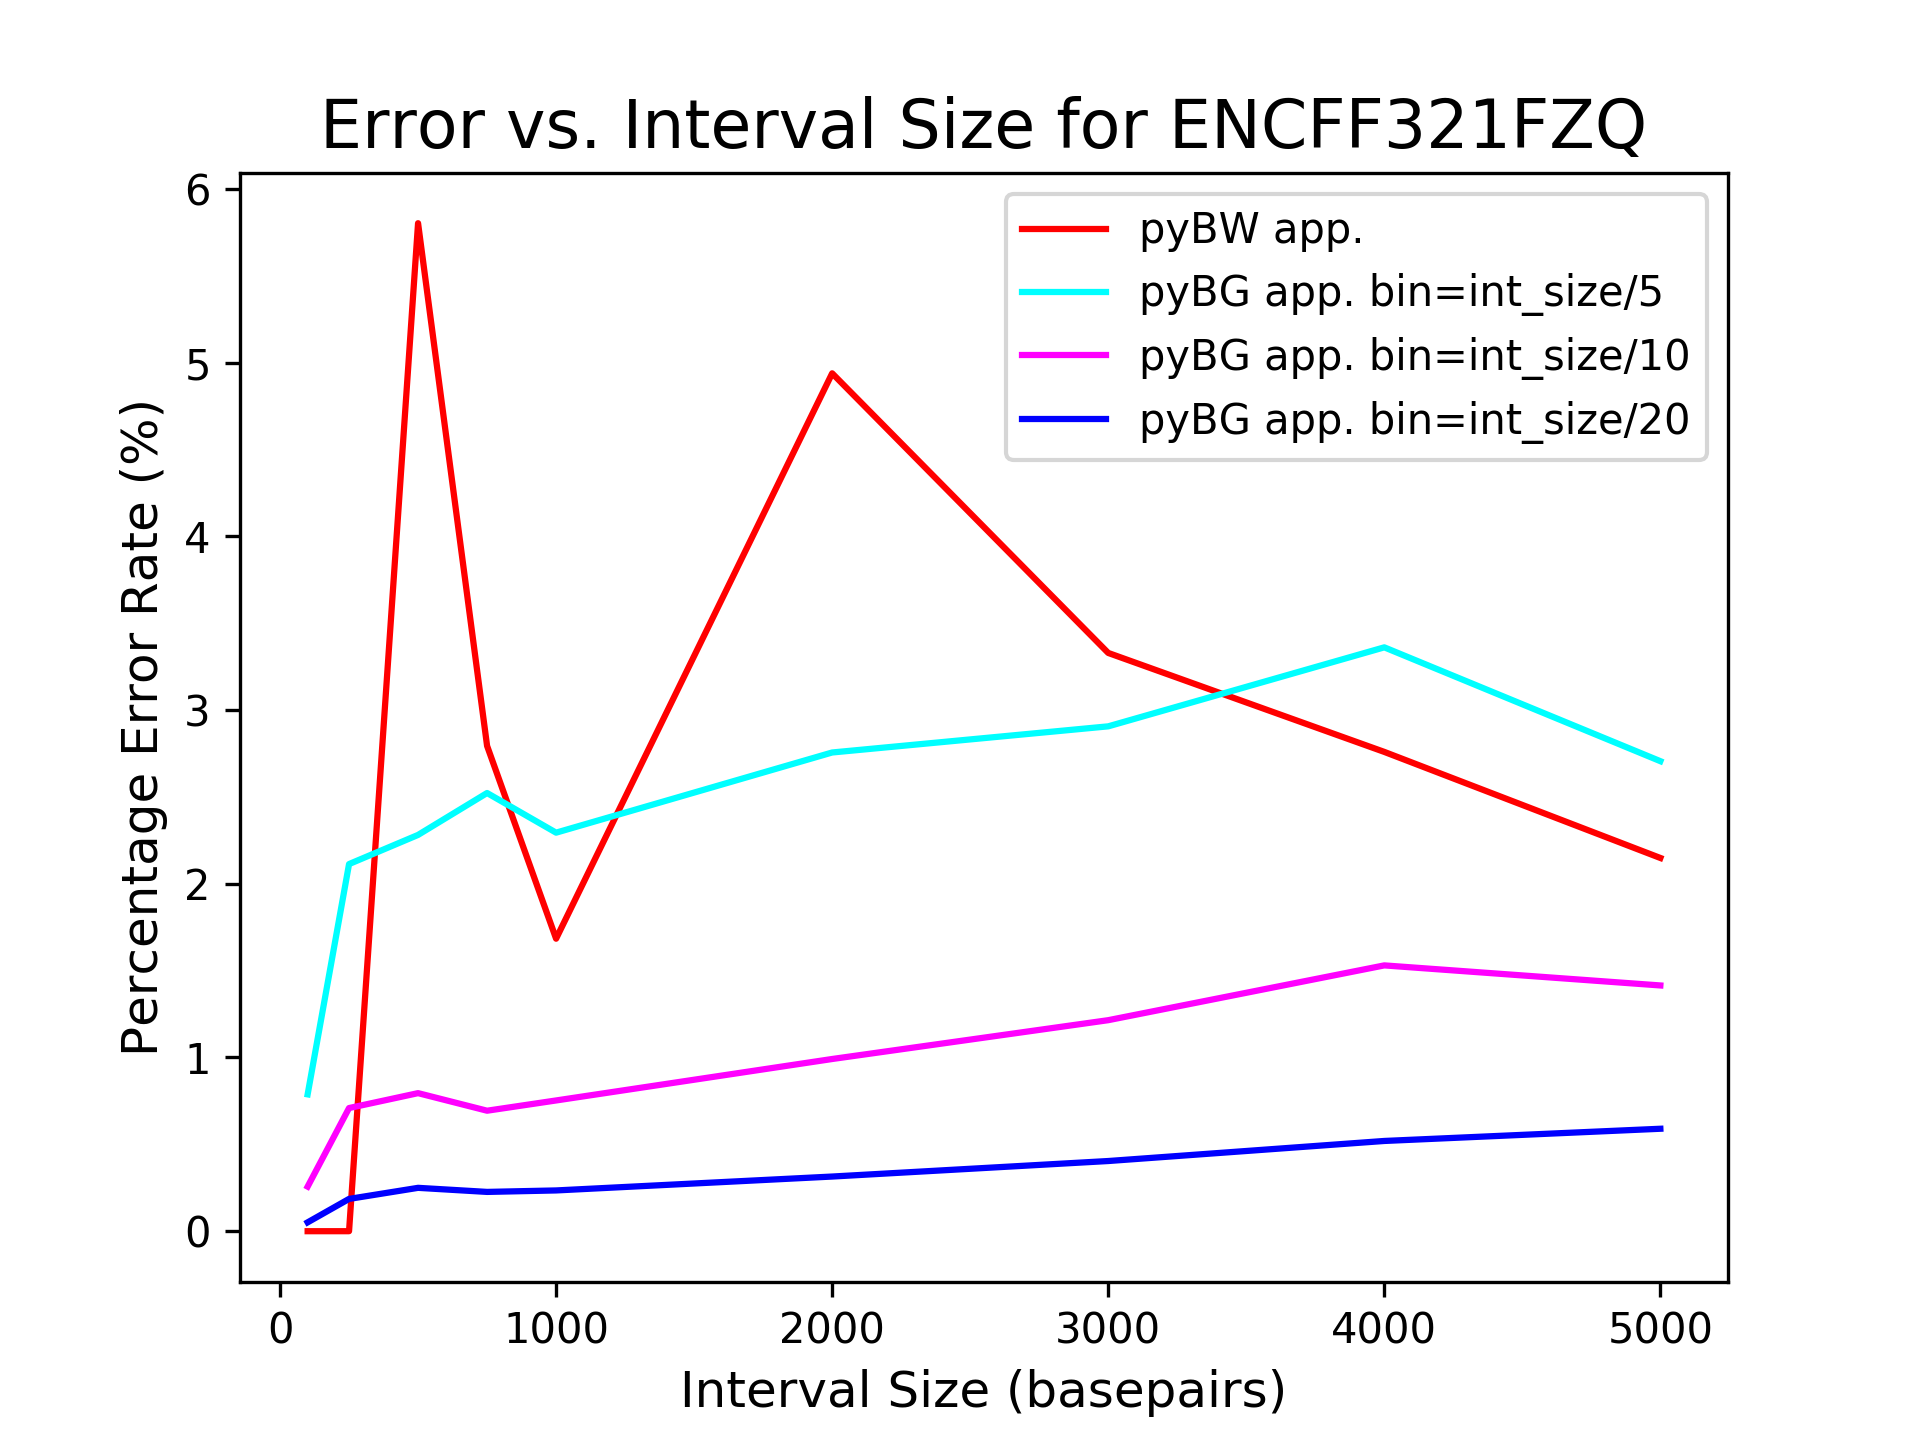 Error vs. Interval Size for ENCFF321FZQ
pyBW app.
pyBG app. bin=int_size/5
pyBG app. bin=int_size/10
pyBG app. bin=int_size/20
Percentage Error Rate (%)
6
5
4
3
2
1
0
0 1000 2000 3000 4000 5000
Interval Size (basepairs)